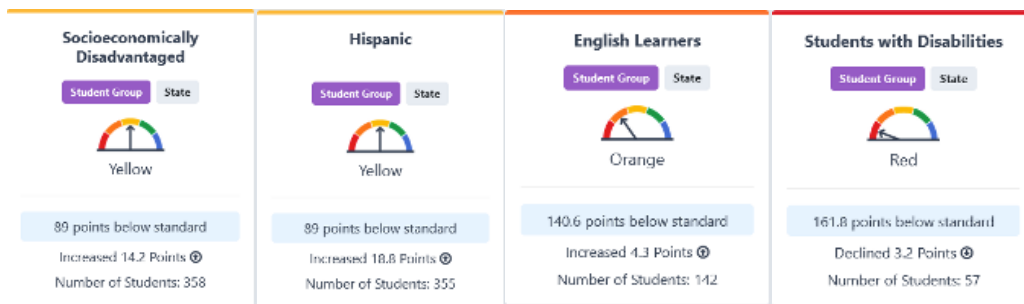 Socioeconomically
Disadvantaged
Student Group State
Yellow
89 points below standard
Increased 14.2 Points
Number of Students: 358
Hispanic
Student Group State
Yellow
89 points below standard
Increased 18.8 Points
Number of Students: 355
English Learners
Student Group State
Orange
140.6 points below standard
Increased 4.3 Points
Number of Students: 142
Students with Disabilities
Student Group State
Red
161.8 points below standard
Declined 3.2 Points
Number of Students: 57